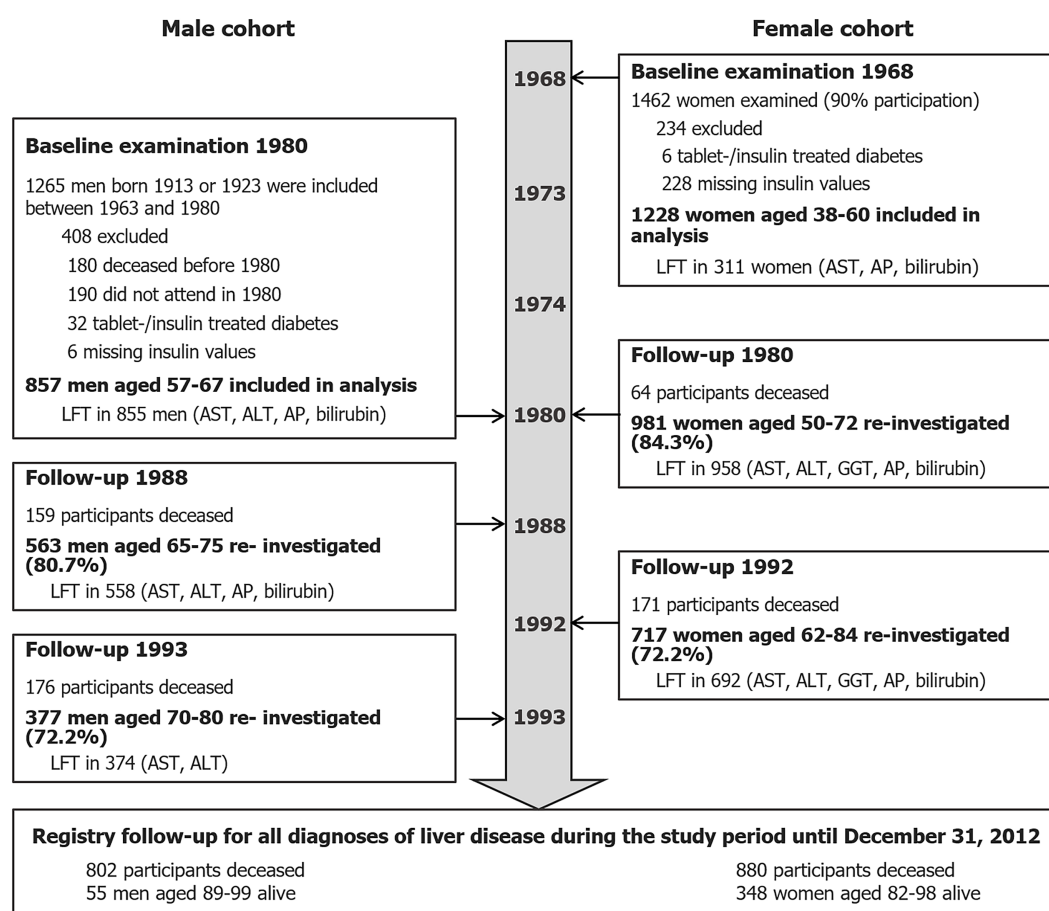 Male cohort
Female cohort
Baseline examination 1980
1265 men born 1913 or 1923 were included
between 1963 and 1980
408 excluded
180 deceased before 1980
190 did not attend in 1980
32 tablet-/insulin treated diabetes
6 missing insulin values
857 men aged 57-67 included in analysis
LFT in 855 men (AST, ALT, AP, bilirubin)
Follow-up 1988
159 participants deceased
563 men aged 65-75 re- investigated
(80.7%)
LFT in 558 (AST, ALT, AP, bilirubin)
Follow-up 1993
176 participants deceased
377 men aged 70-80 re- investigated
(72.2%)
LFT in 374 (AST, ALT)
1968
1973
1974
1980
1988
1992
1993
Baseline examination 1968
1462 women examined (90% participation)
234 excluded
6 tablet-/insulin treated diabetes
228 missing insulin values
1228 women aged 38-60 included in
analysis
LFT in 311 women (AST, AP, bilirubin)
Follow-up 1980
64 participants deceased
981 women aged 50-72 re-investigated
(84.3%)
LFT in 958 (AST, ALT, GGT, AP, bilirubin)
Follow-up 1992
171 participants deceased
717 women aged 62-84 re-investigated
(72.2%)
LFT in 692 (AST, ALT, GGT, AP, bilirubin)
Registry follow-up for all diagnoses of liver disease during the study period until December 31, 2012
802 participants deceased
55 men aged 89-99 alive
880 participants deceased
348 women aged 82-98 alive